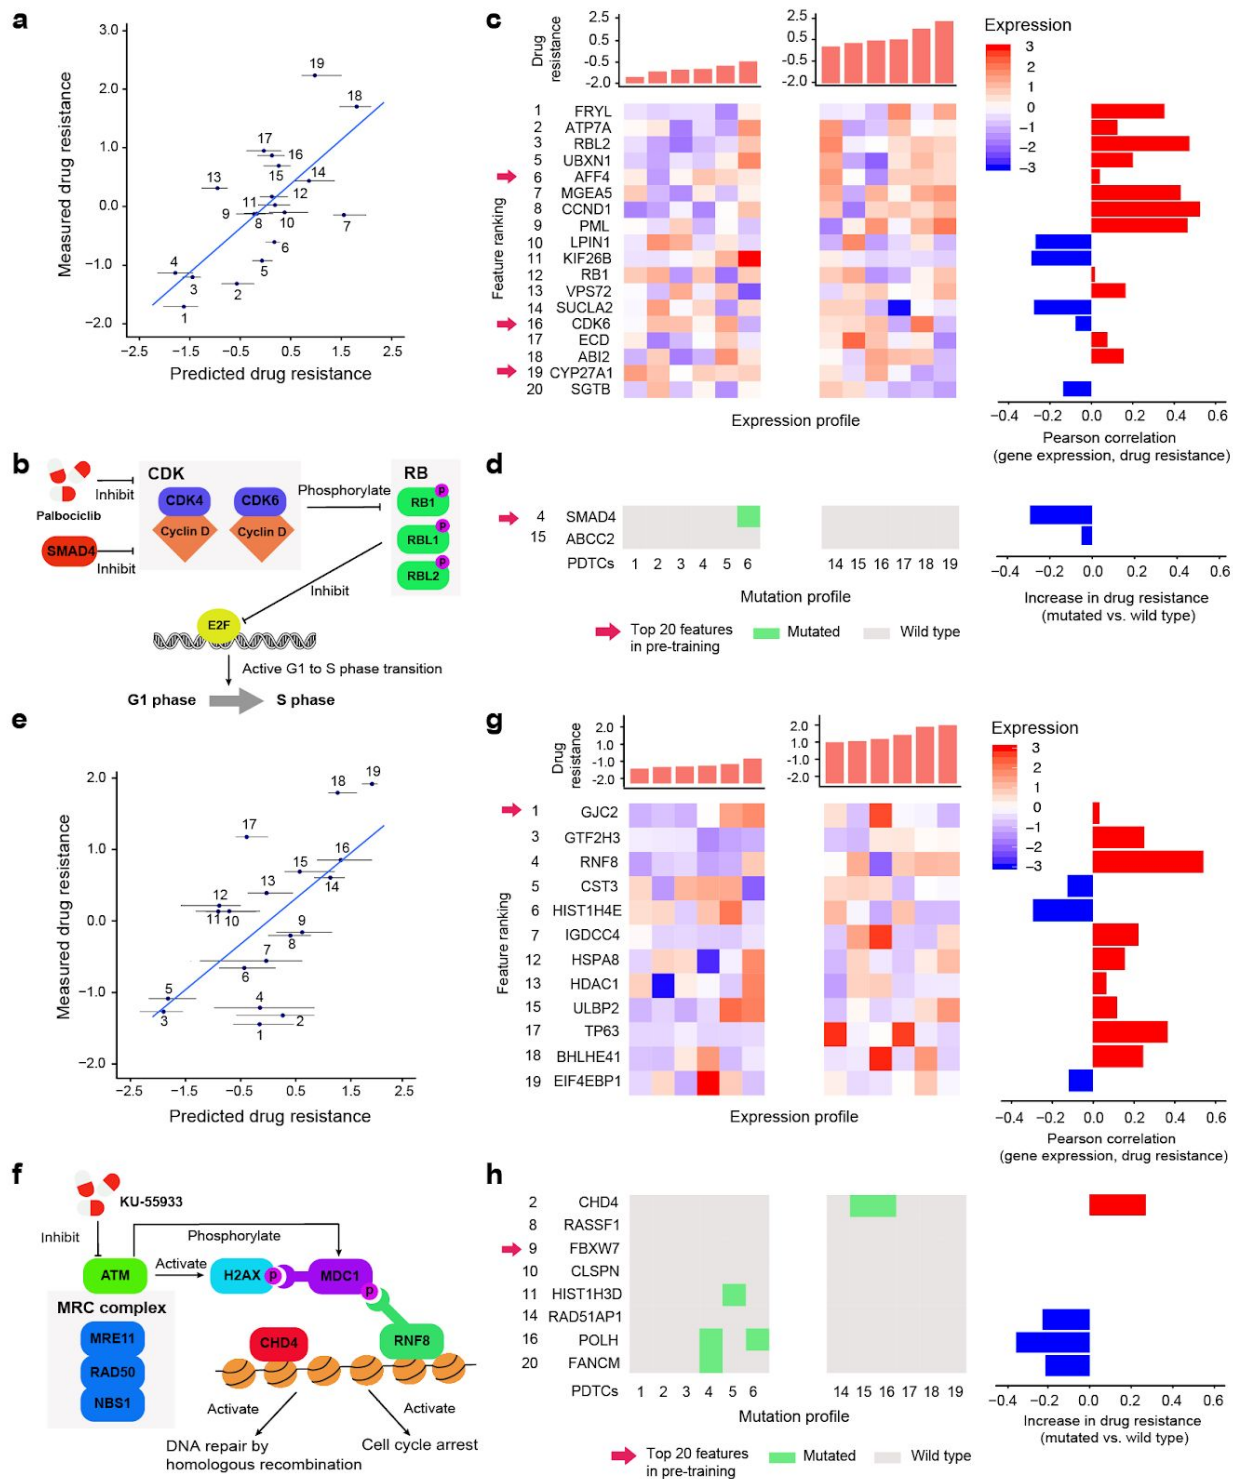 a
3.0
2.0
1.0
0.0
−1.0
−2.0
Measured drug resistance
19
18
17
16
15
14
13
12
11
10
9
8
7
6
5
4
3
2
1
−2.5
−1.5
−0.5
0.5
1.5
2.5
Predicted drug resistance
c
Drug resistance
2.5
0.5
−0.5
−2.0
2.5
0.5
−0.5
−2.0
Expression
3
2
1
0
−1
−2
−3
Feature ranking
1 FRYL
2 ATP7A
3 RBL2
5 UBXN1
6 AFF4
7 MGEA5
8 CCND1
9 PML
10 LPIN1
11 KIF26B
12 RB1
13 VPS72
14 SUCLA2
16 CDK6
17 ECD
18 ABI2
19 CYP27A1
20 SGTB
Expression profile
−0.4 −0.2 0.0 0.2 0.4 0.6
Pearson correlation
(gene expression, drug resistance)
b
Palbociclib
Inhibit
SMAD4
Inhibit
CDK
CDK4
CDK6
Cyclin D
Cyclin D
Phosphorylate
RB
RB1
P
RBL1
P
RBL2
P
Inhibit
E2F
Active G1 to S phase transition
G1 phase
S phase
d
4 SMAD4
15 ABCC2
PDTCs 1 2 3 4 5 6 14 15 16 17 18 19
Mutation profile
Top 20 features
in pre-training
Mutated
Wild type
−0.4 −0.2 0.0 0.2 0.4 0.6
Increase in drug resistance
(mutated vs. wild type)
e
2.0
1.0
0.0
−1.0
−2.0
Measured drug resistance
19
18
17
16
15
14
13
12
11
10
9
8
7
6
5
4
3
2
1
−2.5
−1.5
−0.5
0.5
1.5
2.5
Predicted drug resistance
g
Drug resistance
2.0
1.0
−1.0
−2.0
2.0
1.0
−1.0
−2.0
Expression
3
2
1
0
−1
−2
−3
Feature ranking
1 GJC2
3 GTF2H3
4 RNF8
5 CST3
6 HIST1H4E
7 IGDCC4
12 HSPA8
13 HDAC1
15 ULBP2
17 TP63
18 BHLHE41
19 EIF4EBP1
Expression profile
−0.4 −0.2 0.0 0.2 0.4 0.6
Pearson correlation
(gene expression, drug resistance)
f
KU-55933
Inhibit
Phosphorylate
Activate
ATM
H2AX
P
MDC1
P
MRC complex
MRE11
RAD50
NBS1
CHD4
RNF8
Activate
Activate
DNA repair by
homologous recombination
Cell cycle arrest
h
2 CHD4
8 RASSF1
9 FBXW7
10 CLSPN
11 HIST1H3D
14 RAD51AP1
16 POLH
20 FANCM
PDTCs 1 2 3 4 5 6 14 15 16 17 18 19
Mutation profile
Top 20 features
in pre-training
Mutated
Wild type
−0.4 −0.2 0.0 0.2 0.4 0.6
Increase in drug resistance
(mutated vs. wild type)